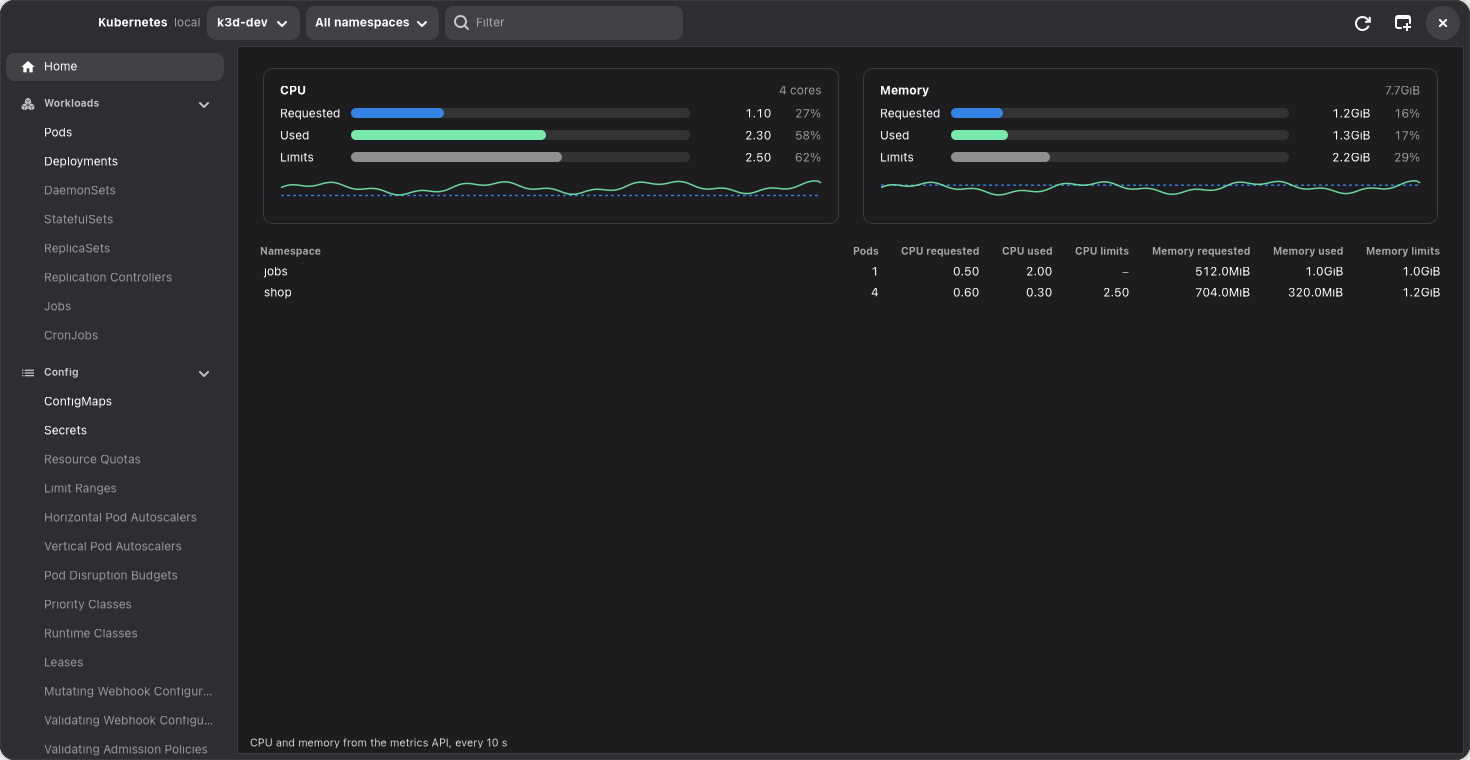 Kubernetes local k3d-dev All namespaces Filter
Home
Workloads
Pods
Deployments
DaemonSets
StatefulSets
ReplicaSets
Replication Controllers
Jobs
CronJobs
Config
ConfigMaps
Secrets
Resource Quotas
Limit Ranges
Horizontal Pod Autoscalers
Vertical Pod Autoscalers
Pod Disruption Budgets
Priority Classes
Runtime Classes
Leases
Mutating Webhook Configur...
Validating Webhook Configu...
Validating Admission Policies
CPU 4 cores
Requested 1.10 27%
Used 2.30 58%
Limits 2.50 62%
Memory 7.7GiB
Requested 1.2GiB 16%
Used 1.3GiB 17%
Limits 2.2GiB 29%
Namespace Pods CPU requested CPU used CPU limits Memory requested Memory used Memory limits
jobs 1 0.50 2.00 – 512.0MiB 1.0GiB 1.0GiB
shop 4 0.60 0.30 2.50 704.0MiB 320.0MiB 1.2GiB
CPU and memory from the metrics API, every 10 s